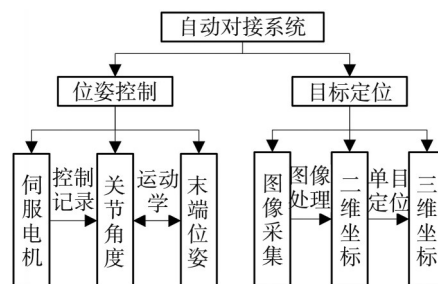 自动对接系统
位姿控制
目标定位
伺服电机
控制
记录
关节角度
运动
学
末端位姿
图像采集
图像
处理
二维坐标
单目
定位
三维坐标